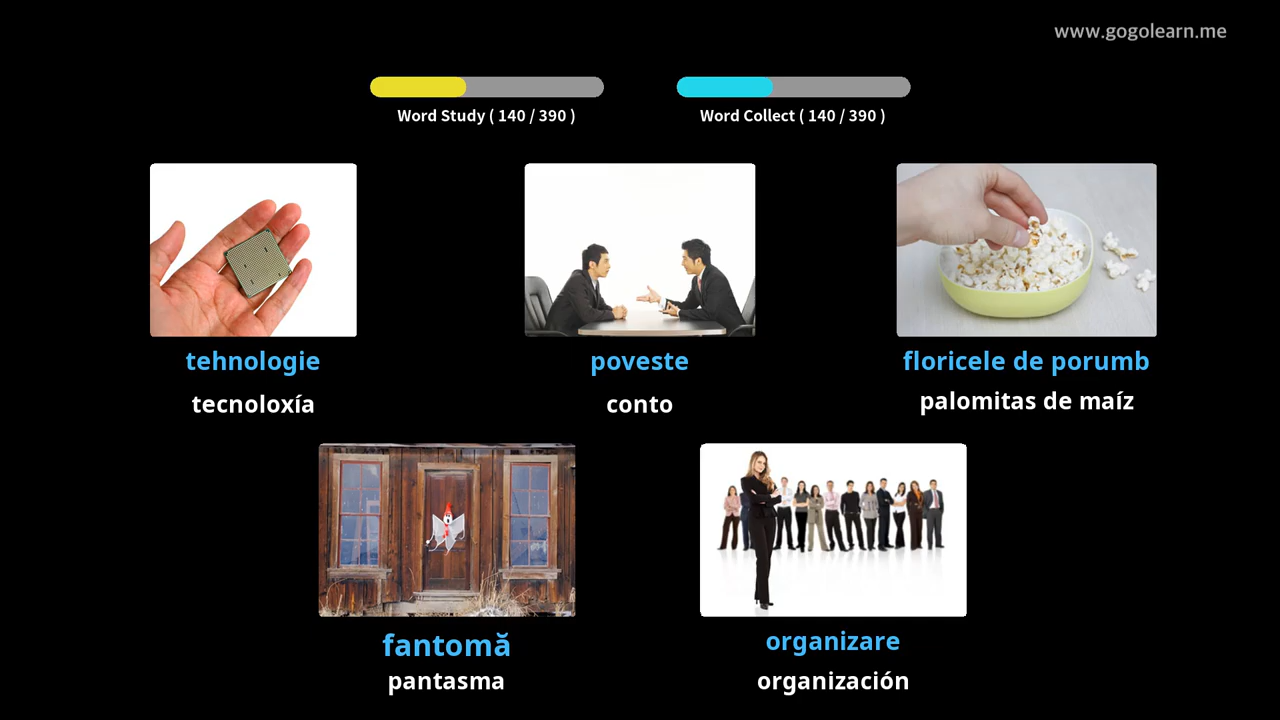 www.gogolearn.me
Word Study ( 140 / 390 )
Word Collect ( 140 / 390 )
tehnologie
tecnoloxía
poveste
conto
floricele de porumb
palomitas de maíz
fantomă
pantasma
organizare
organización